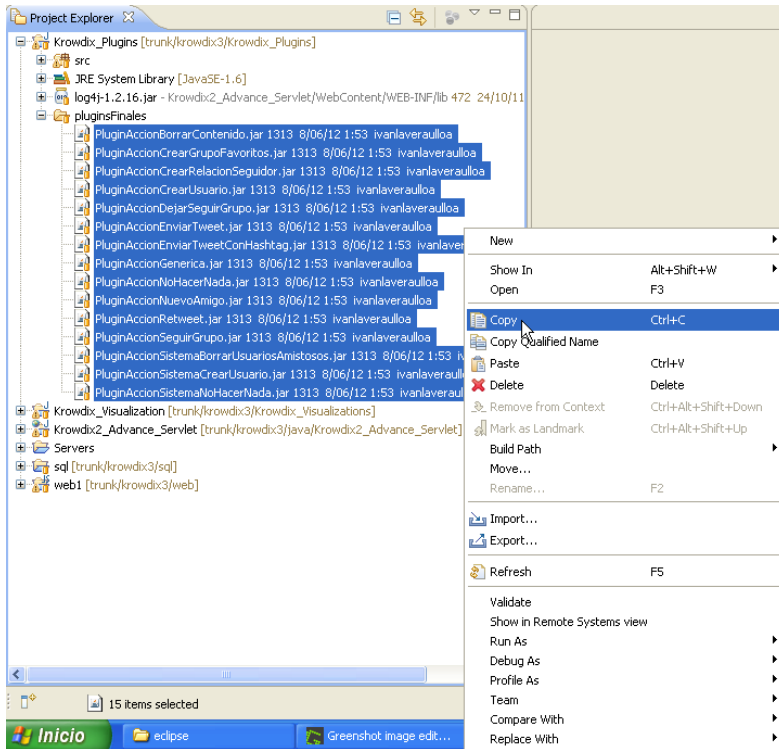 Project Explorer
Krowdix_Plugins [trunk/krowdix3/Krowdix_Plugins]
src
JRE System Library [JavaSE-1.6]
log4j-1.2.16.jar - Krowdix2_Advance_Servlet/WebContent/WEB-INF/lib 472 24/10/11
pluginsFinales
PluginAccionBorrarContenido.jar 1313 8/06/12 1:53 ivanlaveraulloa
PluginAccionCrearGrupoFavoritos.jar 1313 8/06/12 1:53 ivanlaveraulloa
PluginAccionCrearRelacionSeguidor.jar 1313 8/06/12 1:53 ivanlaveraulloa
PluginAccionCrearUsuario.jar 1313 8/06/12 1:53 ivanlaveraulloa
PluginAccionDejarSeguirGrupo.jar 1313 8/06/12 1:53 ivanlaveraulloa
PluginAccionEnviarTweet.jar 1313 8/06/12 1:53 ivanlaveraulloa
PluginAccionEnviarTweetConHashtag.jar 1313 8/06/12 1:53 ivanlaver
PluginAccionGenerica.jar 1313 8/06/12 1:53 ivanlaveraulloa
PluginAccionNoHacerNada.jar 1313 8/06/12 1:53 ivanlaveraulloa
PluginAccionNuevoAmigo.jar 1313 8/06/12 1:53 ivanlaveraulloa
PluginAccionRetweet.jar 1313 8/06/12 1:53 ivanlaveraulloa
PluginAccionSeguirGrupo.jar 1313 8/06/12 1:53 ivanlaveraulloa
PluginAccionSistemaBorrarUsuariosAmistosos.jar 1313 8/06/12 1:53 iv
PluginAccionSistemaCrearUsuario.jar 1313 8/06/12 1:53 ivanlaveraull
PluginAccionSistemaNoHacerNada.jar 1313 8/06/12 1:53 ivanlaveraul
Krowdix_Visualization [trunk/krowdix3/Krowdix_Visualizations]
Krowdix2_Advance_Servlet [trunk/krowdix3/java/Krowdix2_Advance_Servlet]
Servers
sql [trunk/krowdix3/sql]
web1 [trunk/krowdix3/web]
New
Show In Alt+Shift+W
Open F3
Copy Ctrl+C
Copy Qualified Name
Paste Ctrl+V
Delete Delete
Remove from Context Ctrl+Alt+Shift+Down
Mark as Landmark Ctrl+Alt+Shift+Up
Build Path
Move...
Rename... F2
Import...
Export...
Refresh F5
Validate
Show in Remote Systems view
Run As
Debug As
Profile As
Team
Compare With
Replace With
15 items selected
Inicio
eclipse
Greenshot image edit...